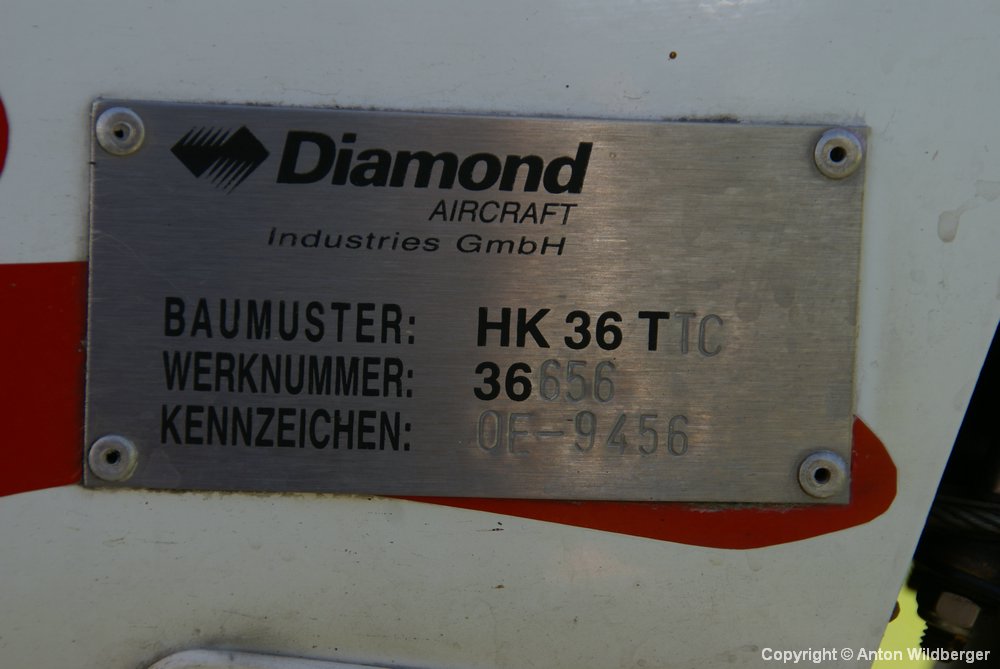 Diamond
AIRCRAFT
Industries GmbH
BAUMUSTER: HK 36 TTC
WERKNUMMER: 36656
KENNZEICHEN: OE-9456
Copyright © Anton Wildberger